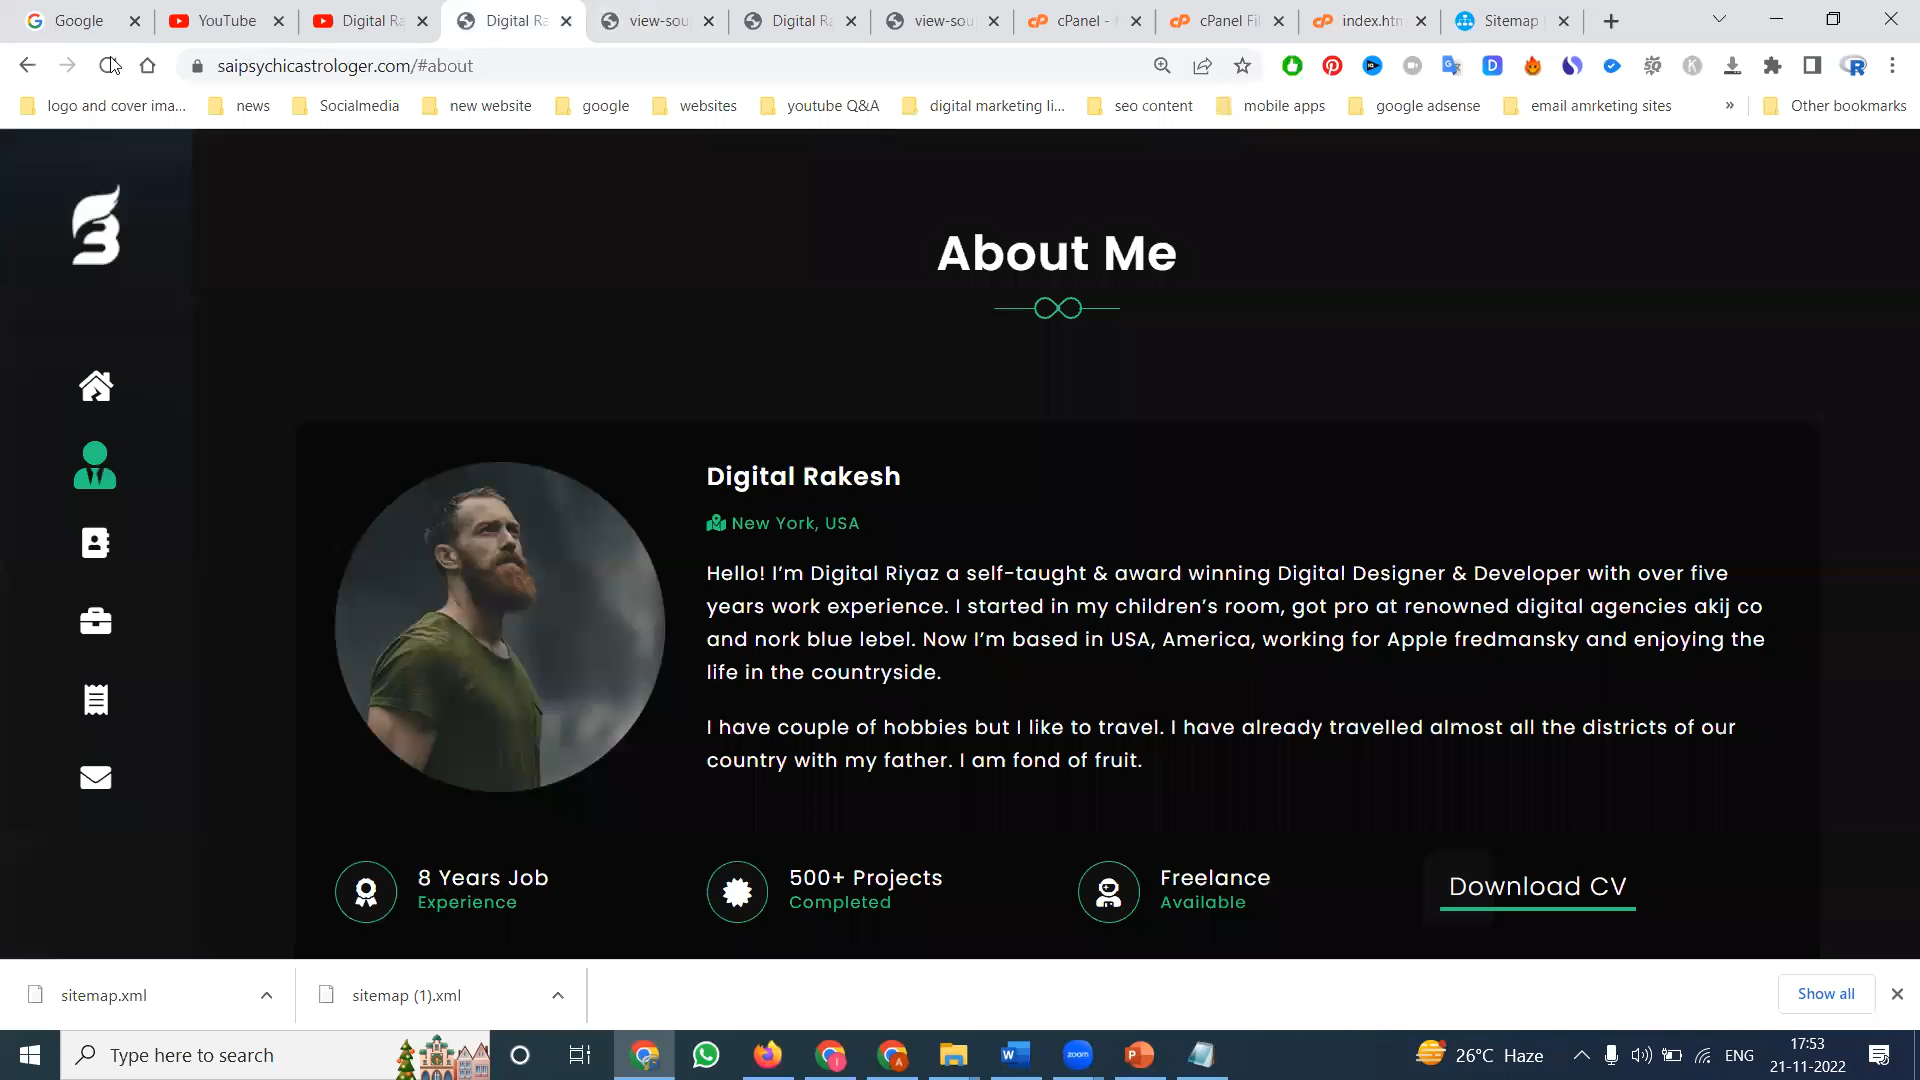 Google
YouTube
Digital Ra
Digital Ra
view-sou
Digital Ra
view-sou
cPanel -
cPanel Fil
index.htm
Sitemap
saipsychicastrologer.com/#about
logo and cover ima...
news
Socialmedia
new website
google
websites
youtube Q&A
digital marketing li...
seo content
mobile apps
google adsense
email amrketing sites
»
Other bookmarks
About Me
Digital Rakesh
New York, USA
Hello! I’m Digital Riyaz a self-taught & award winning Digital Designer & Developer with over five
years work experience. I started in my children’s room, got pro at renowned digital agencies akij co
and nork blue lebel. Now I’m based in USA, America, working for Apple fredmansky and enjoying the
life in the countryside.
I have couple of hobbies but I like to travel. I have already travelled almost all the districts of our
country with my father. I am fond of fruit.
8 Years Job
Experience
500+ Projects
Completed
Freelance
Available
Download CV
sitemap.xml
sitemap (1).xml
Show all
Type here to search
26°C Haze
ENG
17:53
21-11-2022